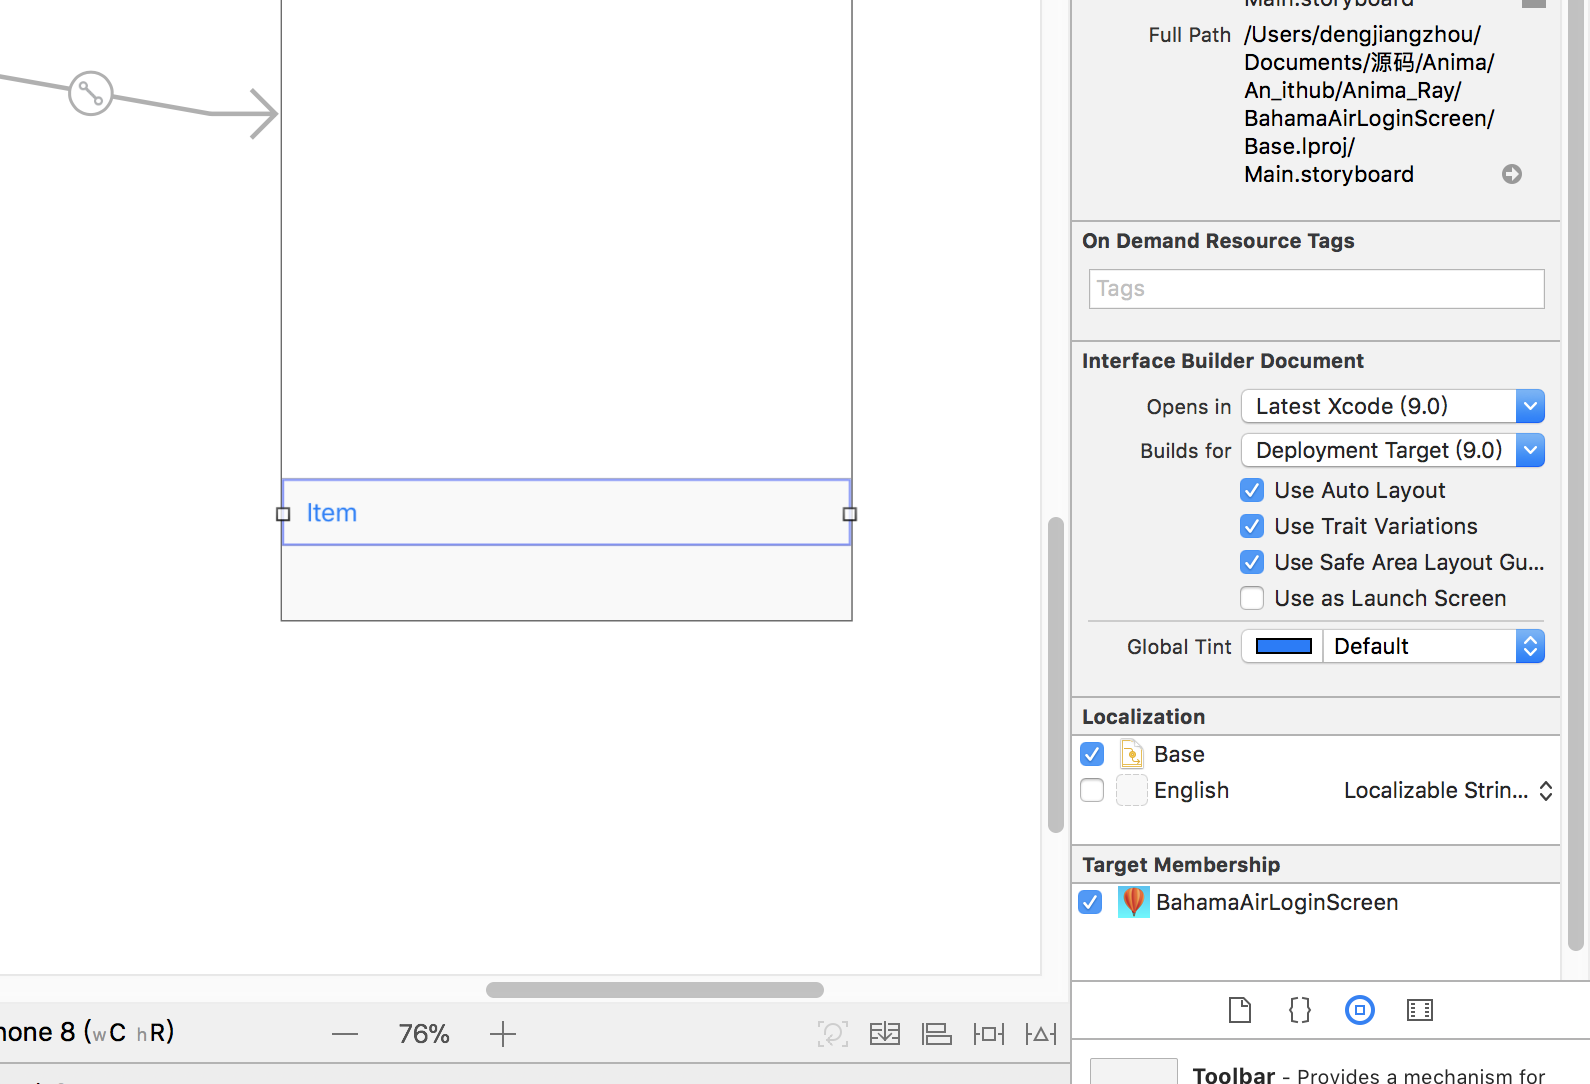 Main.storyboard
Full Path
/Users/dengjiangzhou/
Documents/源码/Anima/
An_ithub/Anima_Ray/
BahamaAirLoginScreen/
Base.lproj/
Main.storyboard
On Demand Resource Tags
Tags
Interface Builder Document
Opens in Latest Xcode (9.0)
Builds for Deployment Target (9.0)
Use Auto Layout
Use Trait Variations
Use Safe Area Layout Gu...
Use as Launch Screen
Global Tint Default
Item
Localization
Base
English Localizable Strin...
Target Membership
BahamaAirLoginScreen
hone 8 (wC hR)
76%
Toolbar - Provides a mechanism for